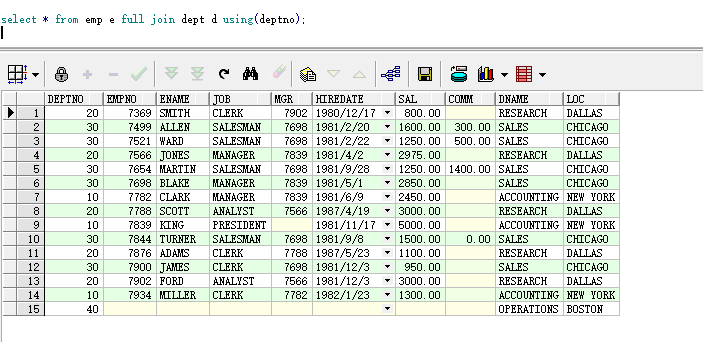 select * from emp e full join dept d using(deptno);
DEPTNO EMPNO ENAME JOB MGR HIREDATE SAL COMM DNAME LOC
1 20 7369 SMITH CLERK 7902 1980/12/17 800.00 RESEARCH DALLAS
2 30 7499 ALLEN SALESMAN 7698 1981/2/20 1600.00 300.00 SALES CHICAGO
3 30 7521 WARD SALESMAN 7698 1981/2/22 1250.00 500.00 SALES CHICAGO
4 20 7566 JONES MANAGER 7839 1981/4/2 2975.00 RESEARCH DALLAS
5 30 7654 MARTIN SALESMAN 7698 1981/9/28 1250.00 1400.00 SALES CHICAGO
6 30 7698 BLAKE MANAGER 7839 1981/5/1 2850.00 SALES CHICAGO
7 10 7782 CLARK MANAGER 7839 1981/6/9 2450.00 ACCOUNTING NEW YORK
8 20 7788 SCOTT ANALYST 7566 1987/4/19 3000.00 RESEARCH DALLAS
9 10 7839 KING PRESIDENT 1981/11/17 5000.00 ACCOUNTING NEW YORK
10 30 7844 TURNER SALESMAN 7698 1981/9/8 1500.00 0.00 SALES CHICAGO
11 20 7876 ADAMS CLERK 7788 1987/5/23 1100.00 RESEARCH DALLAS
12 30 7900 JAMES CLERK 7698 1981/12/3 950.00 SALES CHICAGO
13 20 7902 FORD ANALYST 7566 1981/12/3 3000.00 RESEARCH DALLAS
14 10 7934 MILLER CLERK 7782 1982/1/23 1300.00 ACCOUNTING NEW YORK
15 40 OPERATIONS BOSTON